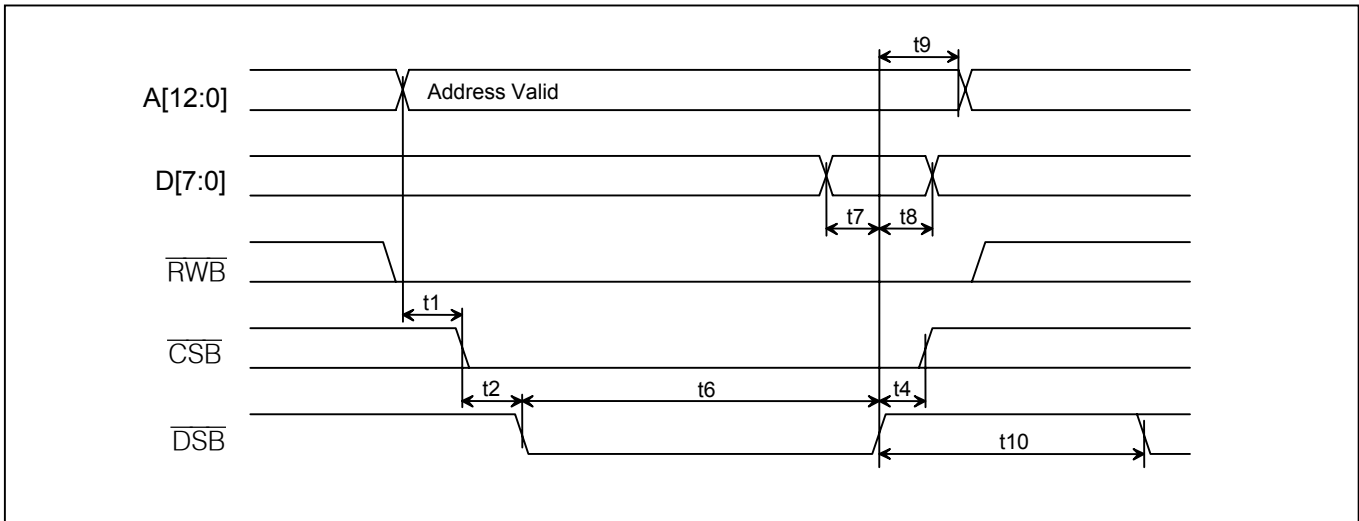 t9
A[12:0]
Address Valid
D[7:0]
t7
t8
RWB
t1
CSB
t2
t6
t4
DSB
t10